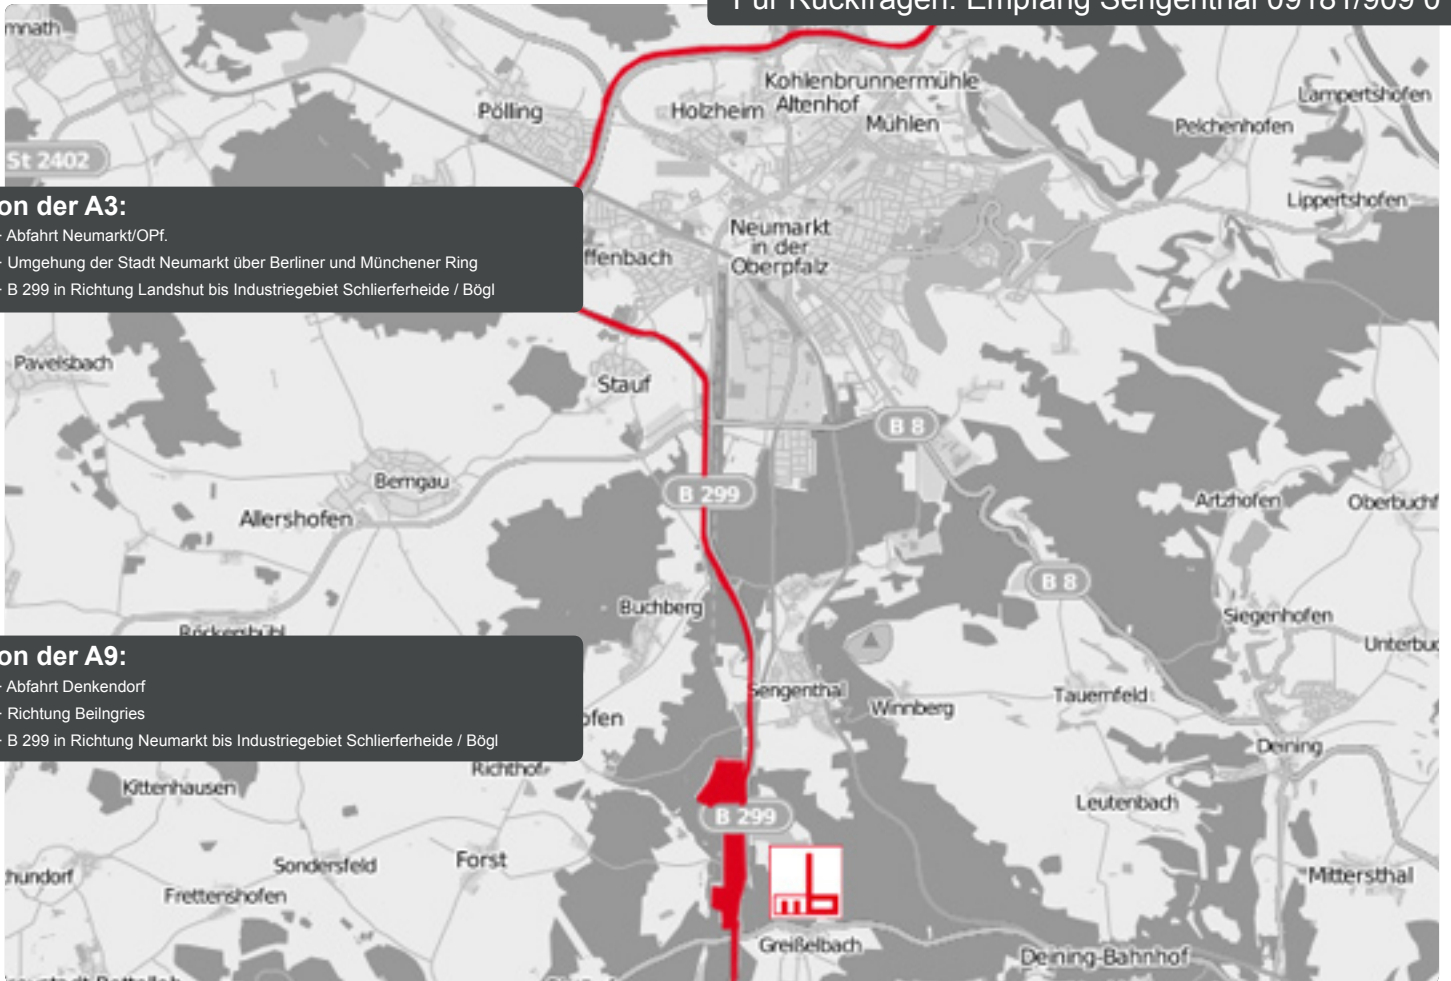 Für Rückfragen: Empfang Sengenthal 09181/909 0
mnath
Kohlenbrunnermühle
Lampertshofen
Pölling
Holzheim
Altenhof
Mühlen
Pelchenhofen
St 2402
Lippertshofen
on der A3:
- Abfahrt Neumarkt/OPf.
- Umgehung der Stadt Neumarkt über Berliner und Münchener Ring
- B 299 in Richtung Landshut bis Industriegebiet Schlierferheide / Bögl
ffenbach
Neumarkt
in der
Oberpfalz
Pavelsbach
Stauf
B 8
Berngau
B 299
Artzhofen
Oberbuchf
Allershofen
B 8
Buchberg
Siegenhofen
Röckersbühl
Unterbuc
on der A9:
- Abfahrt Denkendorf
- Richtung Beilngries
- B 299 in Richtung Neumarkt bis Industriegebiet Schlierferheide / Bögl
Sengenthal
Tauernfeld
Winnberg
ofen
Deining
Richthof
Kittenhausen
Leutenbach
B 299
Sondersfeld
Forst
hundorf
Mittersthal
Frettenshofen
mb
Greißelbach
Deining-Bahnhof